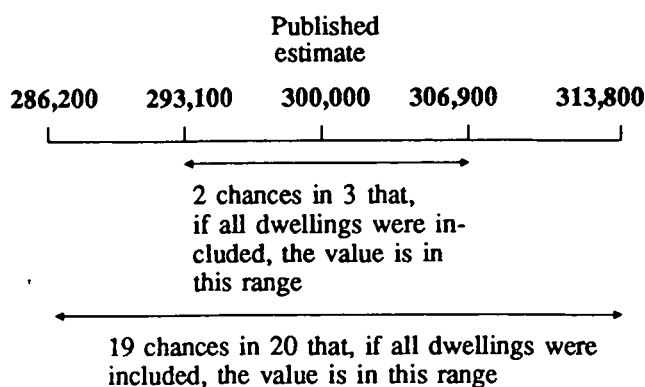 Published
estimate
286,200 293,100 300,000 306,900 313,800
2 chances in 3 that,
if all dwellings were in-
cluded, the value is in
this range
19 chances in 20 that, if all dwellings were
included, the value is in this range